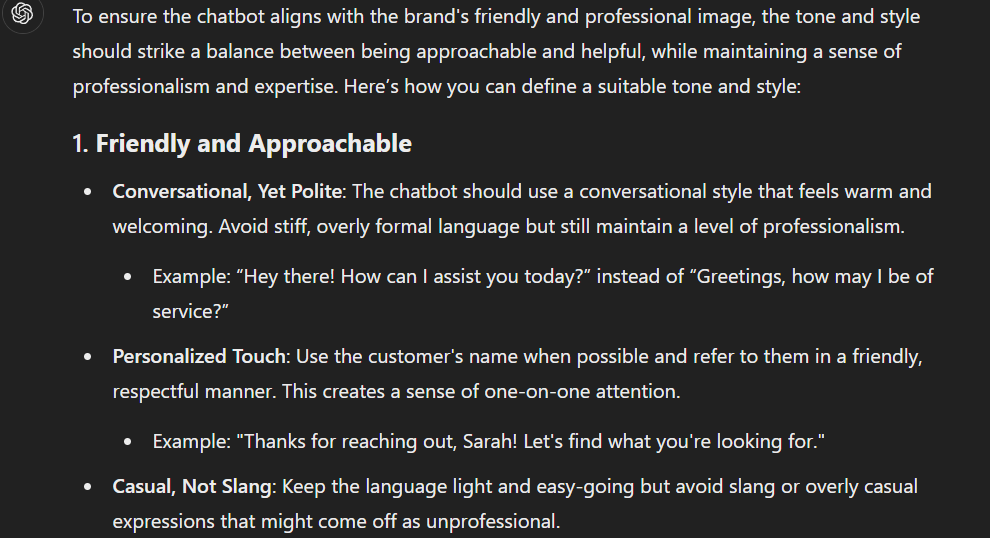 To ensure the chatbot aligns with the brand's friendly and professional image, the tone and style
should strike a balance between being approachable and helpful, while maintaining a sense of
professionalism and expertise. Here’s how you can define a suitable tone and style:
1. Friendly and Approachable
• Conversational, Yet Polite: The chatbot should use a conversational style that feels warm and
welcoming. Avoid stiff, overly formal language but still maintain a level of professionalism.
• Example: “Hey there! How can I assist you today?” instead of “Greetings, how may I be of
service?”
• Personalized Touch: Use the customer's name when possible and refer to them in a friendly,
respectful manner. This creates a sense of one-on-one attention.
• Example: "Thanks for reaching out, Sarah! Let's find what you're looking for."
• Casual, Not Slang: Keep the language light and easy-going but avoid slang or overly casual
expressions that might come off as unprofessional.